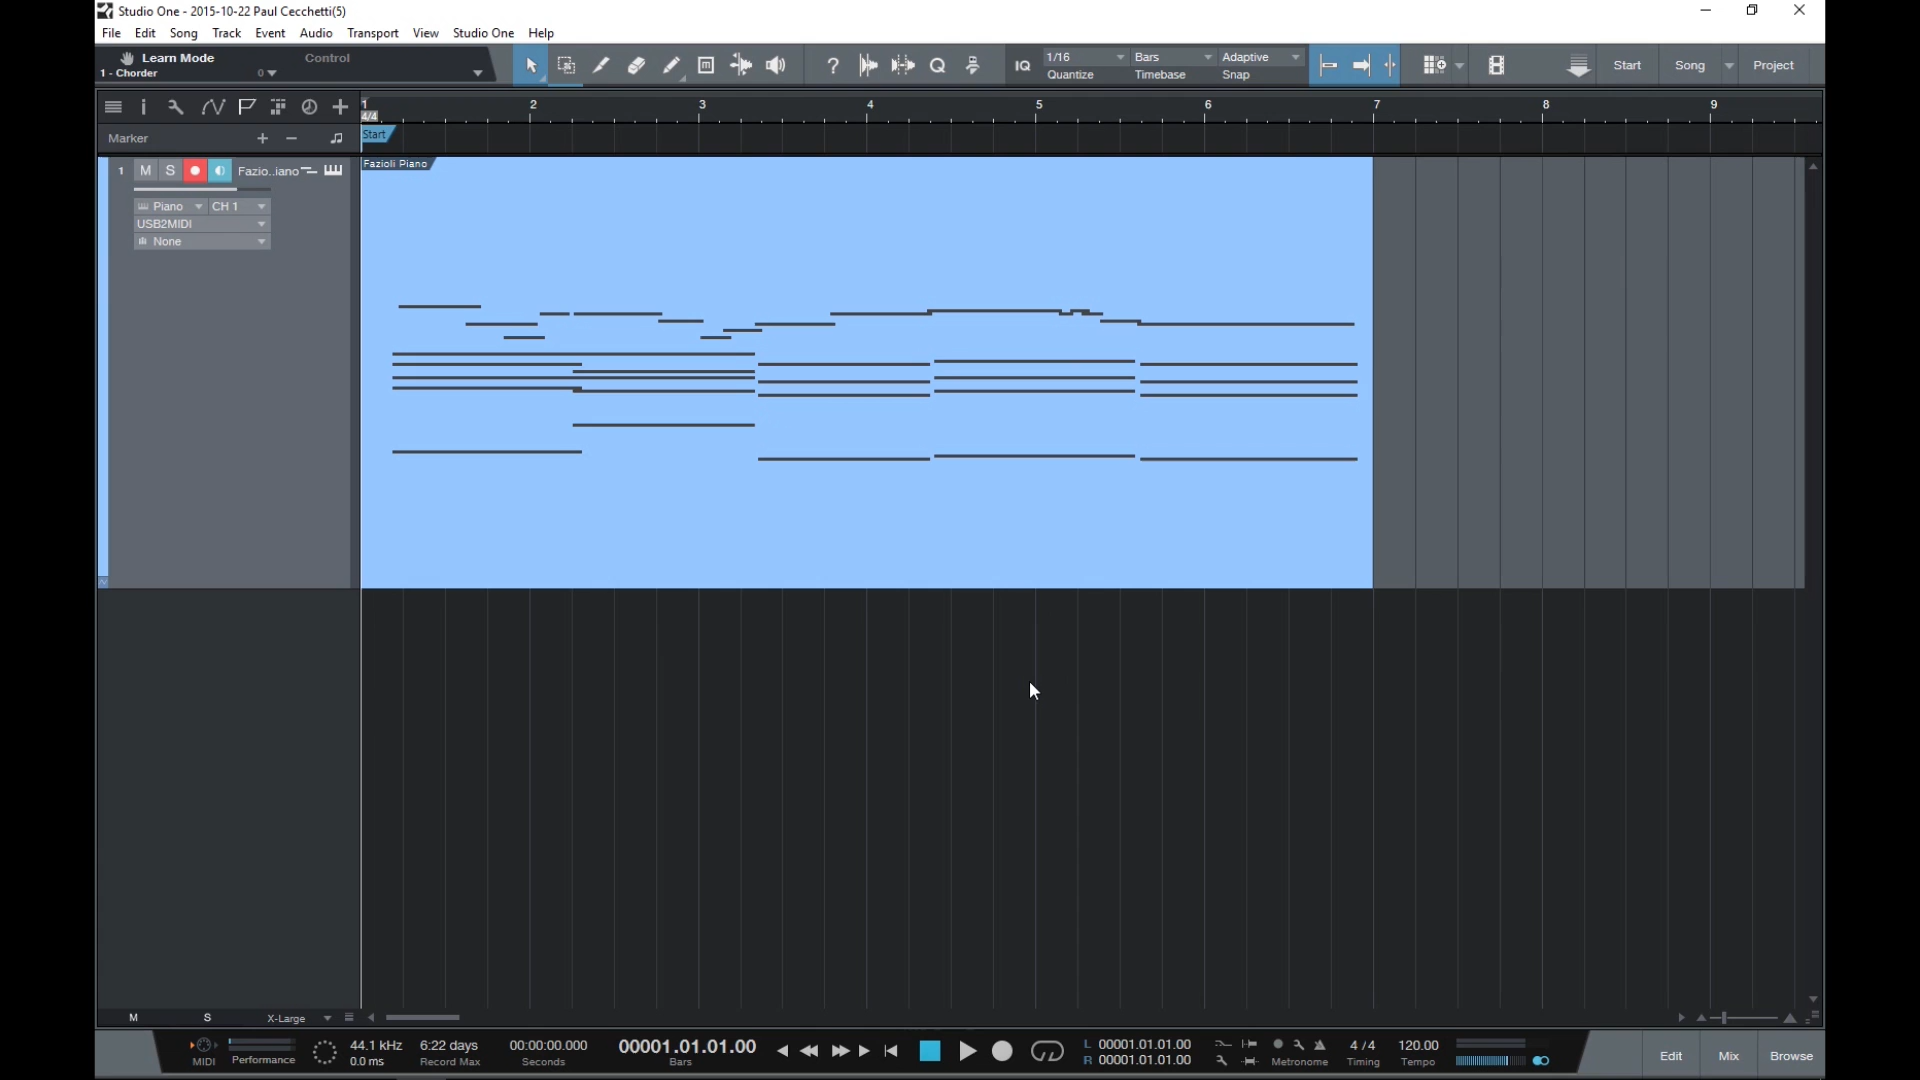 Studio One - 2015-10-22 Paul Cecchetti(5)
File Edit Song Track Event Audio Transport View Studio One Help
Learn Mode Control
1 - Chorder 0
IQ 1/16 Quantize Bars Timebase Adaptive Snap
Start Song Project
1 2 3 4 5 6 7 8 9
4/4
Marker
Start
1 M S Fazio..iano
Fazioli Piano
Piano CH 1
USB2MIDI
None
M S X-Large
MIDI Performance
44.1 kHz 6:22 days 00:00:00.000 00001.01.01.00 L 00001.01.01.00 4 / 4 120.00
0.0 ms Record Max Seconds Bars R 00001.01.01.00 Metronome Timing Tempo
Edit Mix Browse